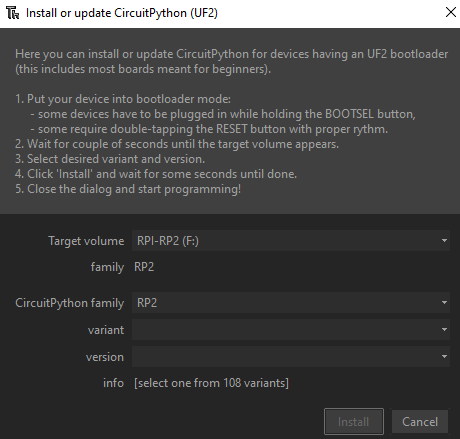 Install or update CircuitPython (UF2)
Here you can install or update CircuitPython for devices having an UF2 bootloader
(this includes most boards meant for beginners).
1. Put your device into bootloader mode:
- some devices have to be plugged in while holding the BOOTSEL button,
- some require double-tapping the RESET button with proper rythm.
2. Wait for couple of seconds until the target volume appears.
3. Select desired variant and version.
4. Click 'Install' and wait for some seconds until done.
5. Close the dialog and start programming!
Target volume RPI-RP2 (F:)
family RP2
CircuitPython family RP2
variant
version
info [select one from 108 variants]
Install Cancel